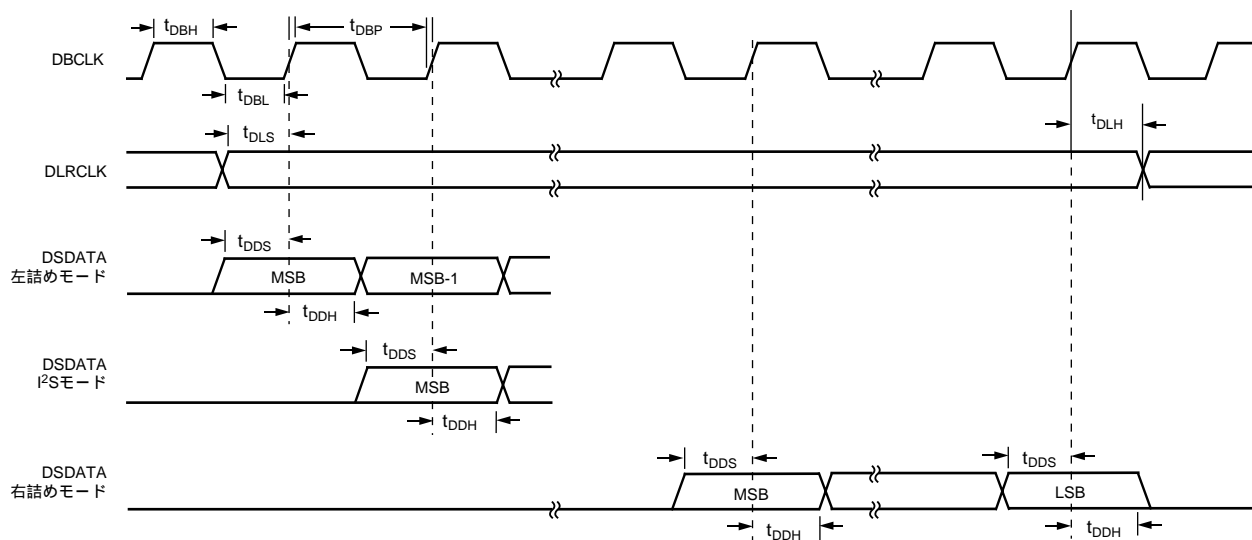 tDBH
tDBP
DBCLK
tDBL
tDLS
tDLH
DLRCLK
tDDS
DSDATA
左詰めモード
MSB
MSB-1
tDDH
DSDATA
I²Sモード
tDDS
MSB
tDDH
DSDATA
右詰めモード
tDDS
tDDS
MSB
LSB
tDDH
tDDH